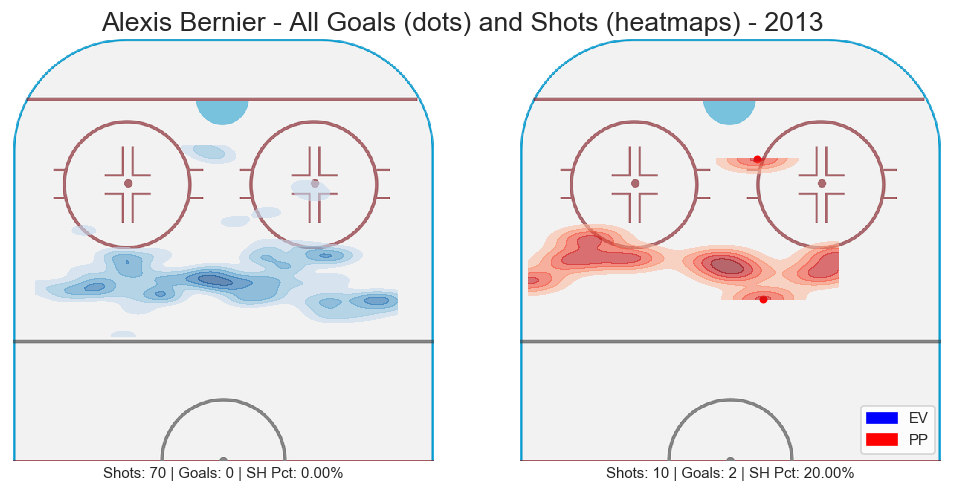 Alexis Bernier - All Goals (dots) and Shots (heatmaps) - 2013
EV
PP
Shots: 70 | Goals: 0 | SH Pct: 0.00%
Shots: 10 | Goals: 2 | SH Pct: 20.00%